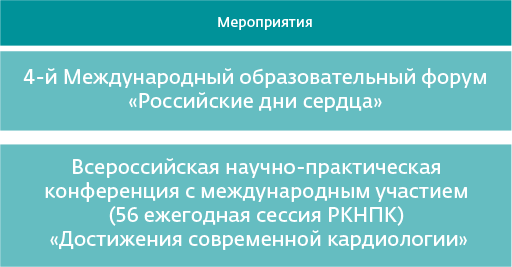 Мероприятия
4-й Международный образовательный форум
«Российские дни сердца»
Всероссийская научно-практическая
конференция с международным участием
(56 ежегодная сессия РКНПК)
«Достижения современной кардиологии»